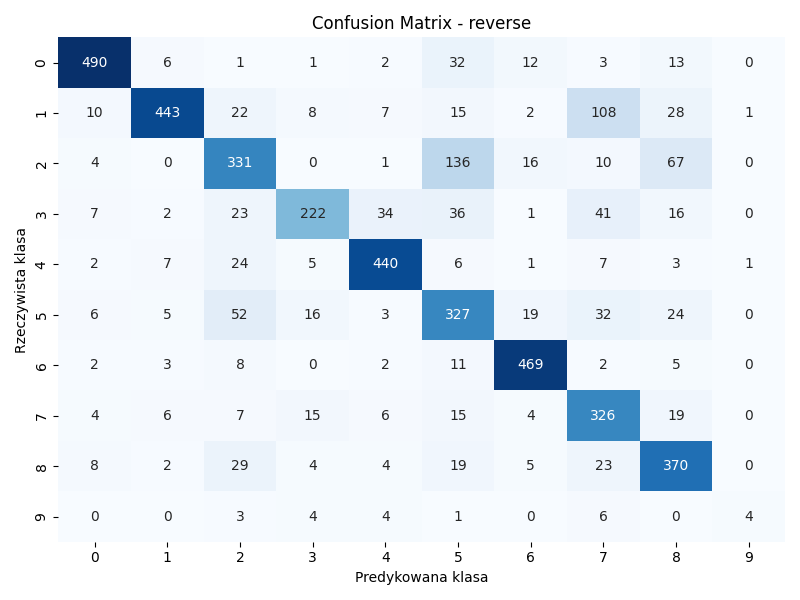 Confusion Matrix - reverse
Rzeczywista klasa
0 490 6 1 1 2 32 12 3 13 0
1 10 443 22 8 7 15 2 108 28 1
2 4 0 331 0 1 136 16 10 67 0
3 7 2 23 222 34 36 1 41 16 0
4 2 7 24 5 440 6 1 7 3 1
5 6 5 52 16 3 327 19 32 24 0
6 2 3 8 0 2 11 469 2 5 0
7 4 6 7 15 6 15 4 326 19 0
8 8 2 29 4 4 19 5 23 370 0
9 0 0 3 4 4 1 0 6 0 4
0 1 2 3 4 5 6 7 8 9
Predykowana klasa